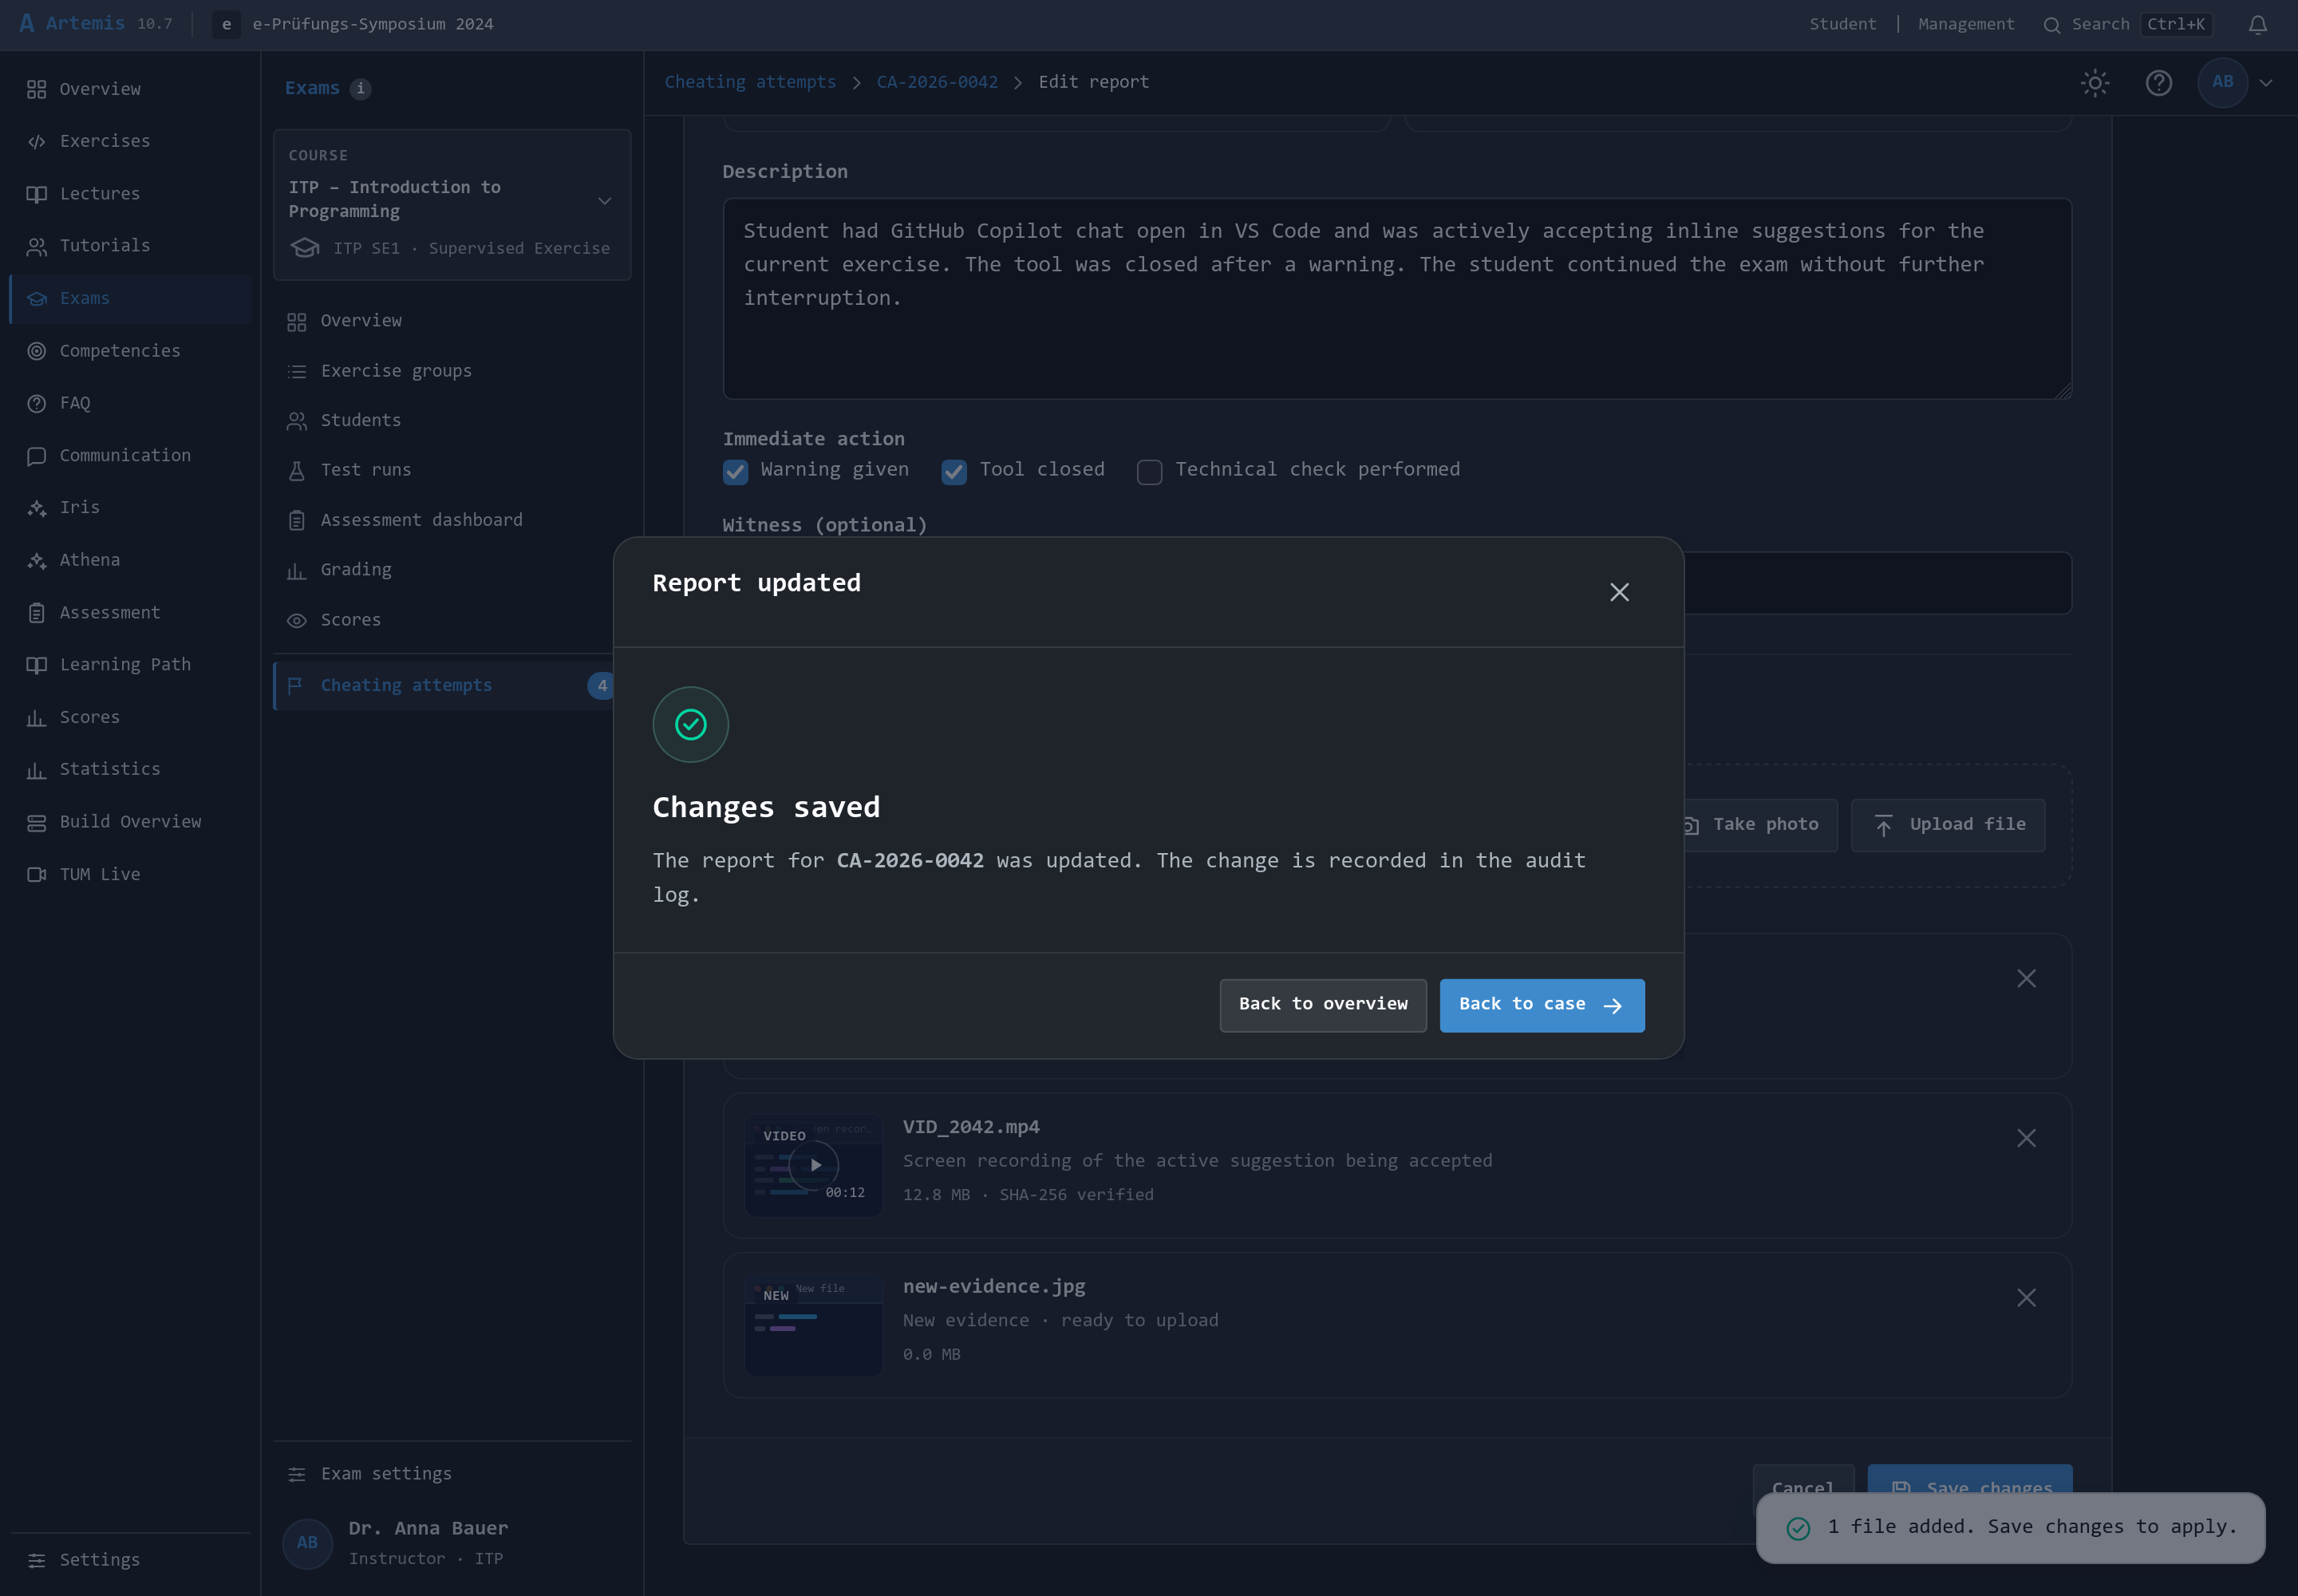 Artemis 10.7
e e-Prüfungs-Symposium 2024
Student | Management Search Ctrl+K
Overview
Exercises
Lectures
Tutorials
Exams
Competencies
FAQ
Communication
Iris
Athena
Assessment
Learning Path
Scores
Statistics
Build Overview
TUM Live
Settings
Exams i
COURSE
ITP – Introduction to
Programming
ITP SE1 · Supervised Exercise
Overview
Exercise groups
Students
Test runs
Assessment dashboard
Grading
Scores
Cheating attempts 4
Exam settings
AB Dr. Anna Bauer
Instructor · ITP
Cheating attempts > CA-2026-0042 > Edit report
AB
Description
Student had GitHub Copilot chat open in VS Code and was actively accepting inline suggestions for the
current exercise. The tool was closed after a warning. The student continued the exam without further
interruption.
Immediate action
Warning given Tool closed Technical check performed
Witness (optional)
Report updated
Changes saved
The report for CA-2026-0042 was updated. The change is recorded in the audit
log.
Back to overview Back to case
Take photo Upload file
VIDEO
00:12
VID_2042.mp4
Screen recording of the active suggestion being accepted
12.8 MB · SHA-256 verified
New file
NEW
new-evidence.jpg
New evidence · ready to upload
0.0 MB
Cancel Save changes
1 file added. Save changes to apply.